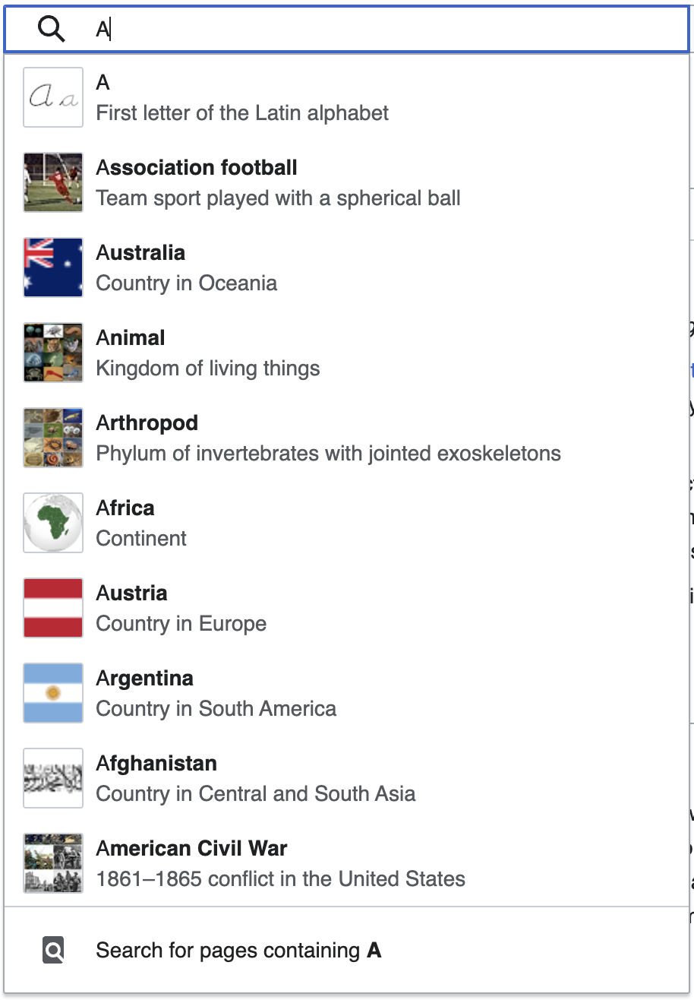 A
A
First letter of the Latin alphabet
Association football
Team sport played with a spherical ball
Australia
Country in Oceania
Animal
Kingdom of living things
Arthropod
Phylum of invertebrates with jointed exoskeletons
Africa
Continent
Austria
Country in Europe
Argentina
Country in South America
Afghanistan
Country in Central and South Asia
American Civil War
1861–1865 conflict in the United States
Search for pages containing A